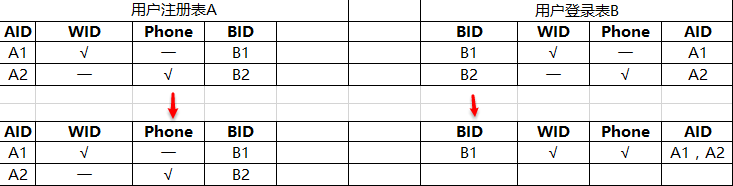 用户注册表A 用户登录表B
AID WID Phone BID BID WID Phone AID
A1 √ — B1 B1 √ — A1
A2 — √ B2 B2 — √ A2
AID WID Phone BID BID WID Phone AID
A1 √ — B1 B1 √ √ A1，A2
A2 — √ B2